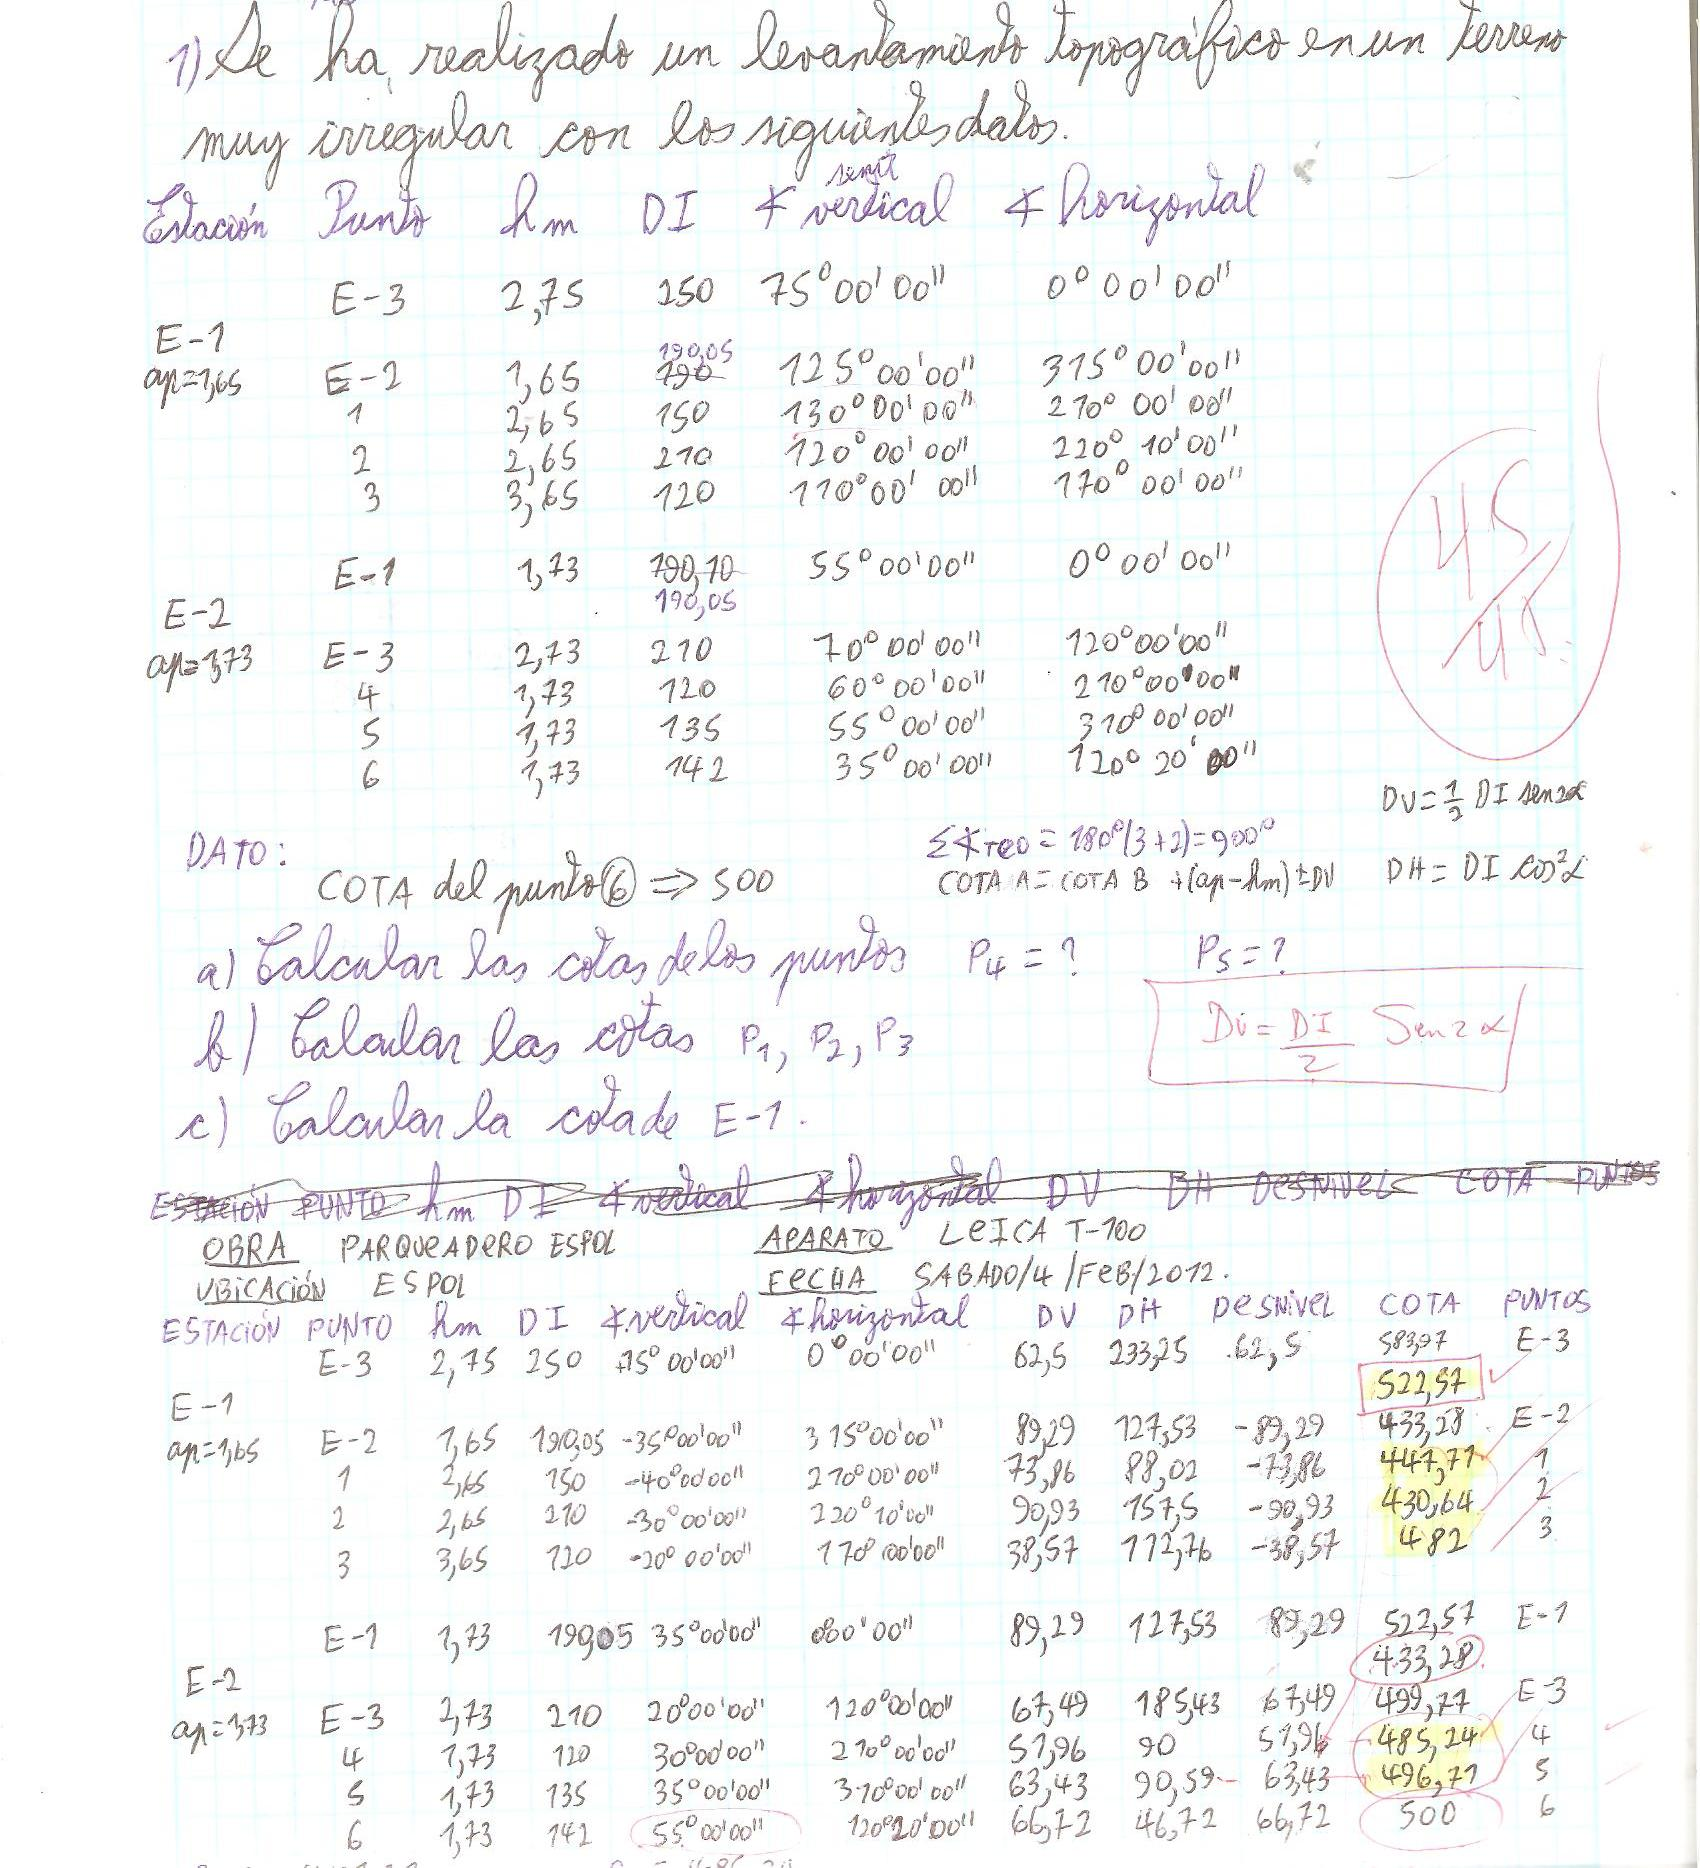 1) Se ha realizado un levantamiento topográfico en un terreno
muy irregular con los siguientes datos.
Estación Punto hm DI ∡ vertical ∡ horizontal
E-3 2,75 250 75°00'00" 0°00'00"
E-1
190,05
ap=1,65 E-2 1,65 190 125°00'00" 315°00'00"
1 2,65 150 130°00'00" 270°00'00"
2 2,65 210 120°00'00" 220°10'00"
3 3,65 120 110°00'00" 170°00'00"
E-1 1,73 190,10 55°00'00" 0°00'00"
190,05
E-2
ap=1,73 E-3 2,73 210 70°00'00" 120°00'00"
4 1,73 120 60°00'00" 210°00'00"
5 1,73 135 55°00'00" 310°00'00"
6 1,73 142 35°00'00" 120°20'00"
45/45
DV=1/2 DI sen2α
DATO: Σ∡TEO = 180°(3+2)=900°
COTA del punto 6 ⇒ 500 COTA A = COTA B +(ap-hm)±DV DH = DI cos²α
a) Calcular las cotas de los puntos P4 = ? P5 = ?
b) Calcular las cotas P1, P2, P3
Dv = DI/2 Sen2α
c) Calcular la cota de E-1.
ESTACIÓN PUNTO hm DI ∡vertical ∡horizontal DV DH DESNIVEL COTA PUNTOS
OBRA PARQUEADERO ESPOL APARATO LEICA T-100
UBICACIÓN ESPOL FECHA SABADO/4/FEB/2012.
ESTACIÓN PUNTO hm DI ∡vertical ∡horizontal DV DH DESNIVEL COTA PUNTOS
E-3 2,75 250 +15°00'00" 0°00'00" 62,5 233,25 62,5 583,97 E-3
522,57
E-1
ap=1,65 E-2 1,65 190,05 -35°00'00" 315°00'00" 89,29 127,53 -89,29 433,28 E-2
1 2,65 150 -40°00'00" 270°00'00" 73,86 88,02 -73,86 447,71 1
2 2,65 210 -30°00'00" 220°10'00" 90,93 157,5 -90,93 430,64 2
3 3,65 120 -20°00'00" 170°00'00" 38,57 112,76 -38,57 482 3
E-1 1,73 190,05 35°00'00" 0°00'00" 89,29 127,53 89,29 522,57 E-1
433,28
E-2
ap=1,73 E-3 2,73 210 20°00'00" 120°00'00" 67,49 185,43 67,49 499,77 E-3
4 1,73 120 30°00'00" 210°00'00" 51,96 90 51,96 485,24 4
5 1,73 135 35°00'00" 310°00'00" 63,43 90,59 63,43 496,71 5
6 1,73 142 55°00'00" 120°20'00" 66,72 46,72 66,72 500 6